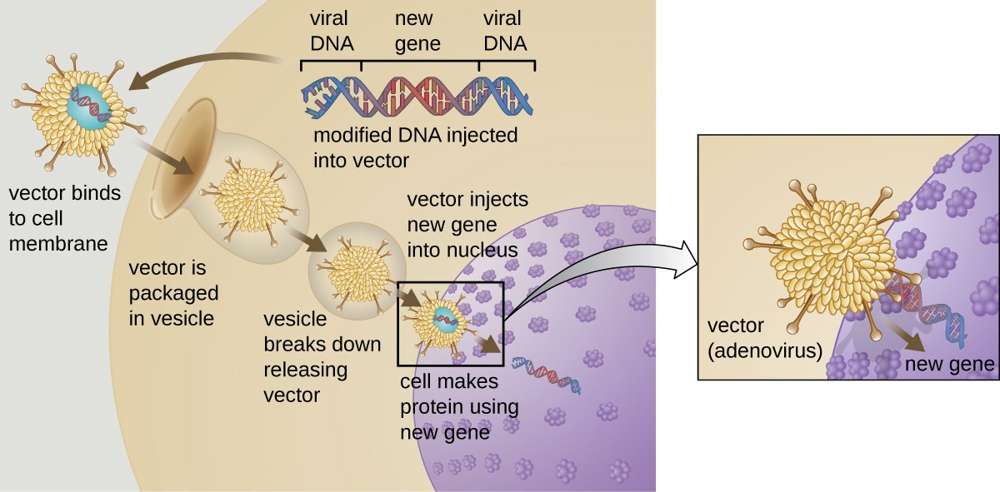 viral
DNA
new
gene
viral
DNA
modified DNA injected
into vector
vector binds
to cell
membrane
vector is
packaged
in vesicle
vesicle
breaks down
releasing
vector
vector injects
new gene
into nucleus
cell makes
protein using
new gene
vector
(adenovirus)
new gene